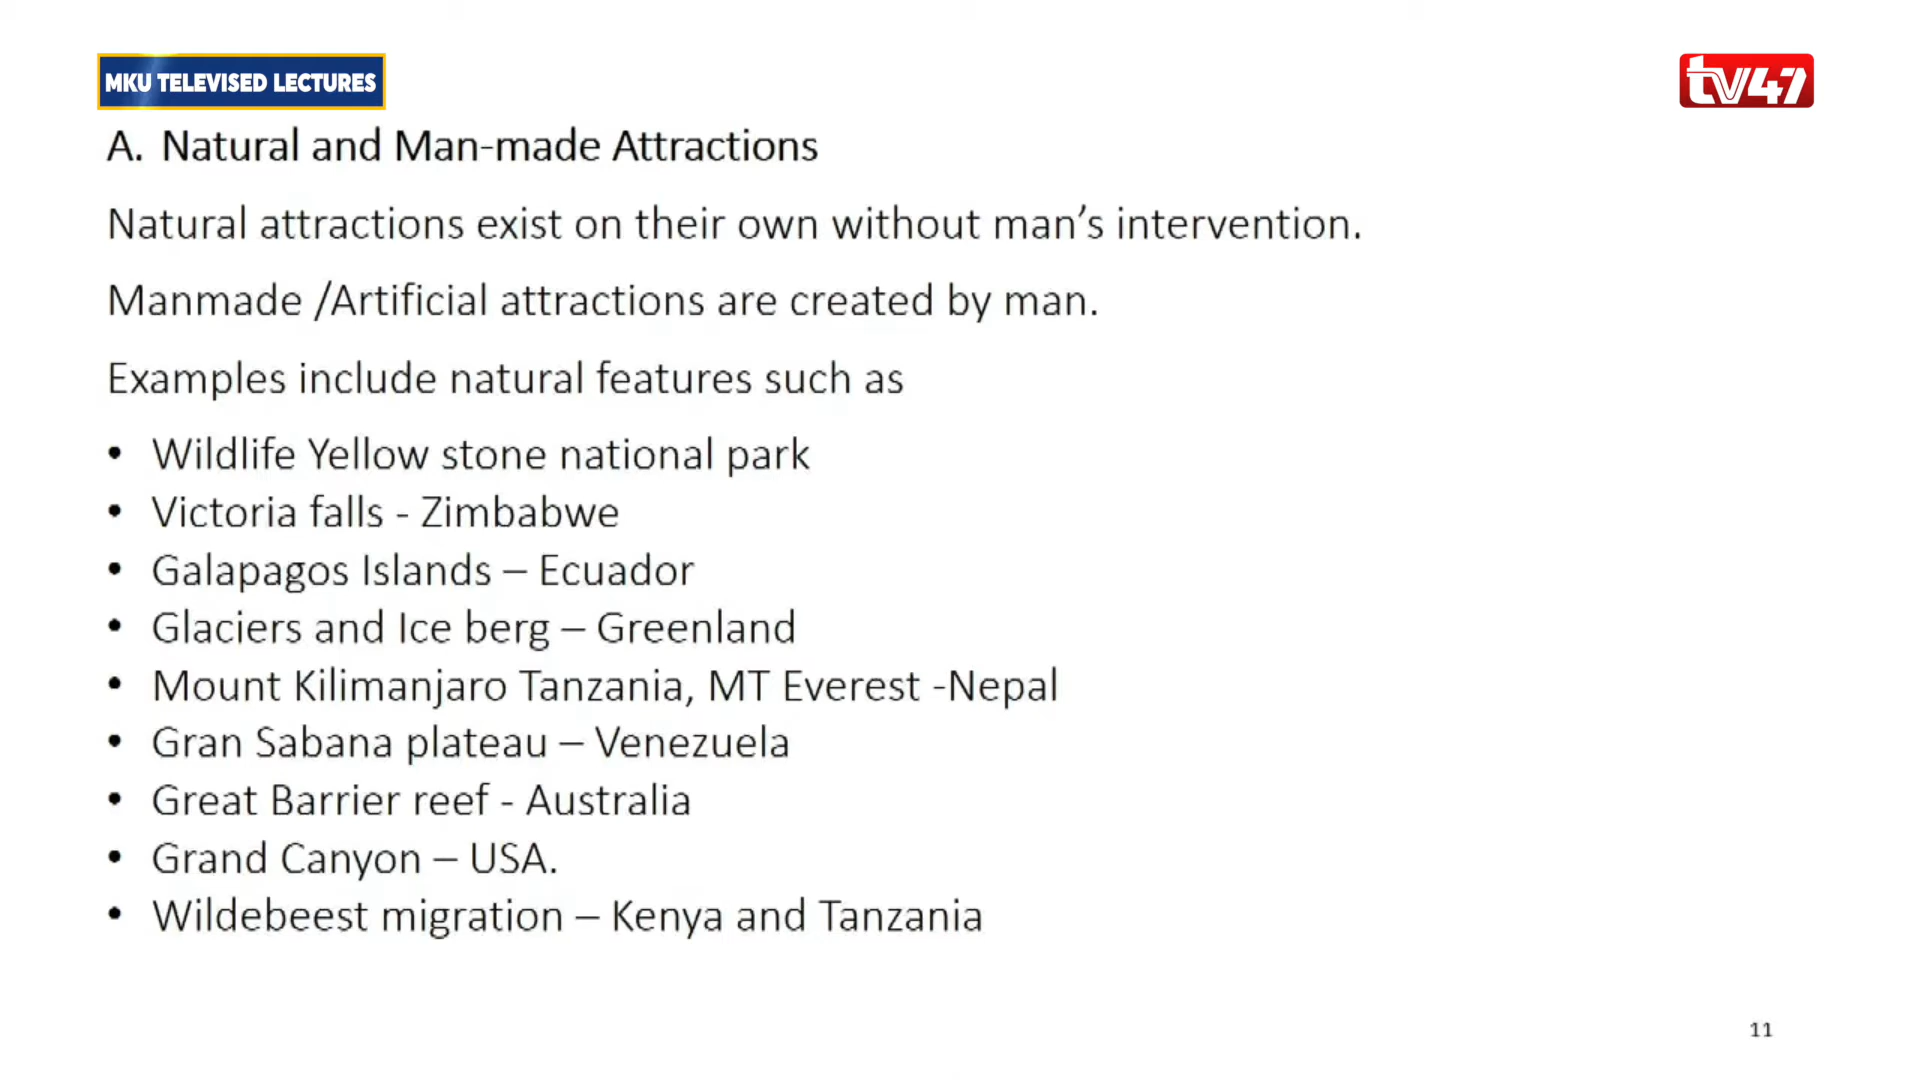 MKU TELEVISED LECTURES
tv47
A. Natural and Man-made Attractions
Natural attractions exist on their own without man’s intervention.
Manmade /Artificial attractions are created by man.
Examples include natural features such as
• Wildlife Yellow stone national park
• Victoria falls - Zimbabwe
• Galapagos Islands – Ecuador
• Glaciers and Ice berg – Greenland
• Mount Kilimanjaro Tanzania, MT Everest -Nepal
• Gran Sabana plateau – Venezuela
• Great Barrier reef - Australia
• Grand Canyon – USA.
• Wildebeest migration – Kenya and Tanzania
11